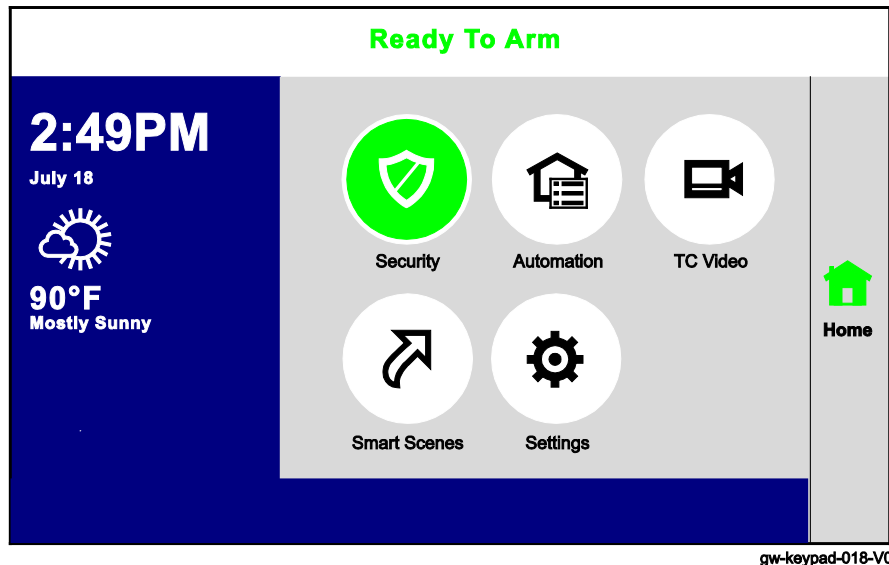 Ready To Arm
2:49PM
July 18
90°F
Mostly Sunny
Security
Automation
TC Video
Smart Scenes
Settings
Home
gw-keypad-018-V0